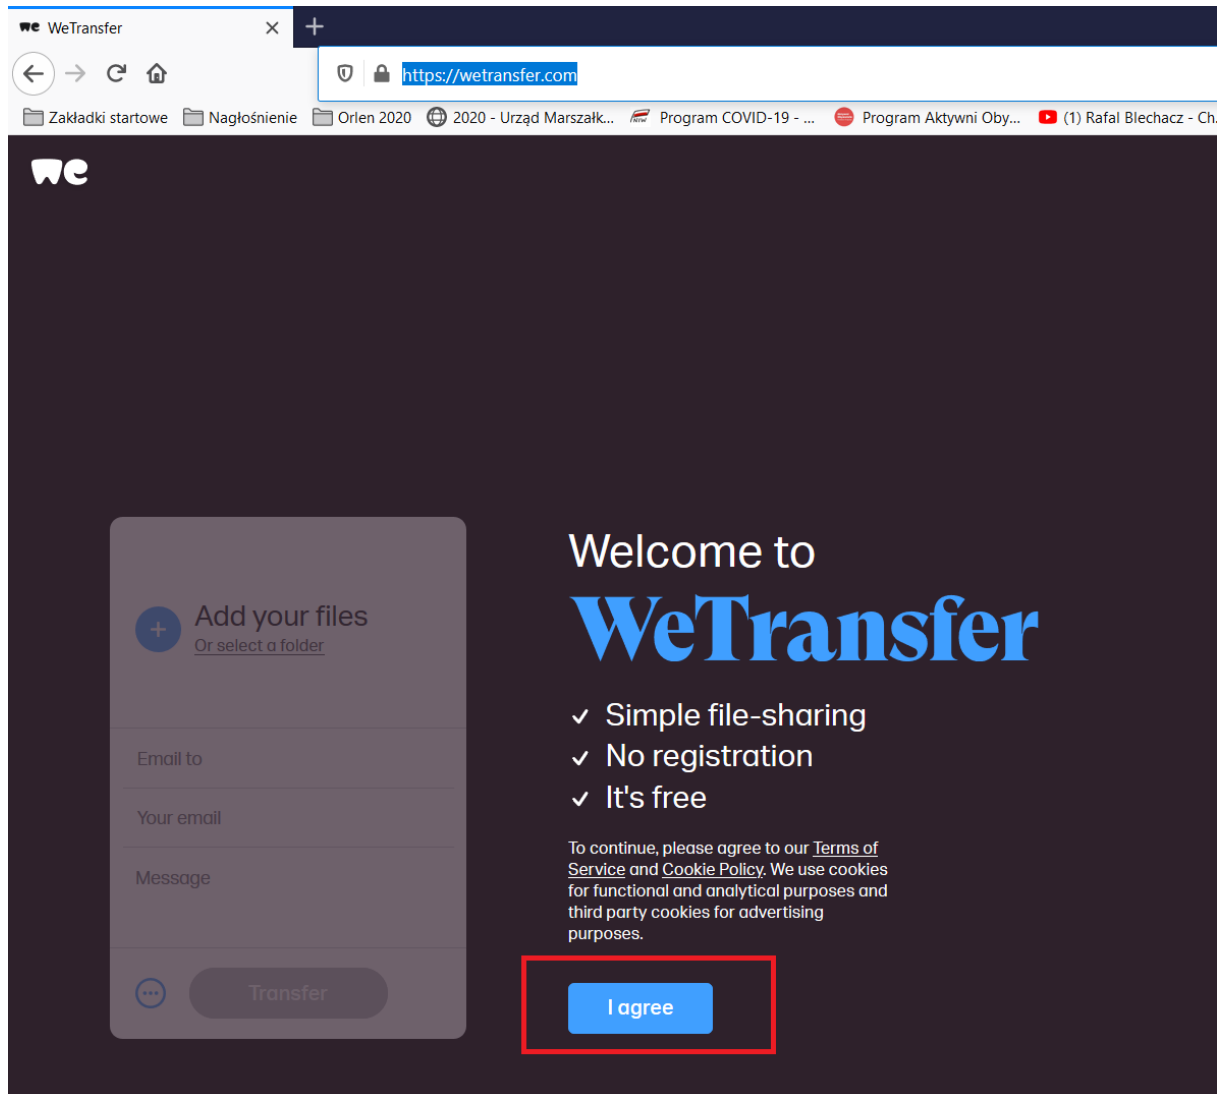 we WeTransfer
https://wetransfer.com
Zakładki startowe Nagłośnienie Orlen 2020 2020 - Urząd Marszałk... Program COVID-19 - ... Program Aktywni Oby... (1) Rafal Blechacz - Ch
we
Welcome to
WeTransfer
Add your files
Or select a folder
Simple file-sharing
No registration
It's free
Email to
Your email
Message
To continue, please agree to our Terms of
Service and Cookie Policy. We use cookies
for functional and analytical purposes and
third party cookies for advertising
purposes.
Transfer
I agree